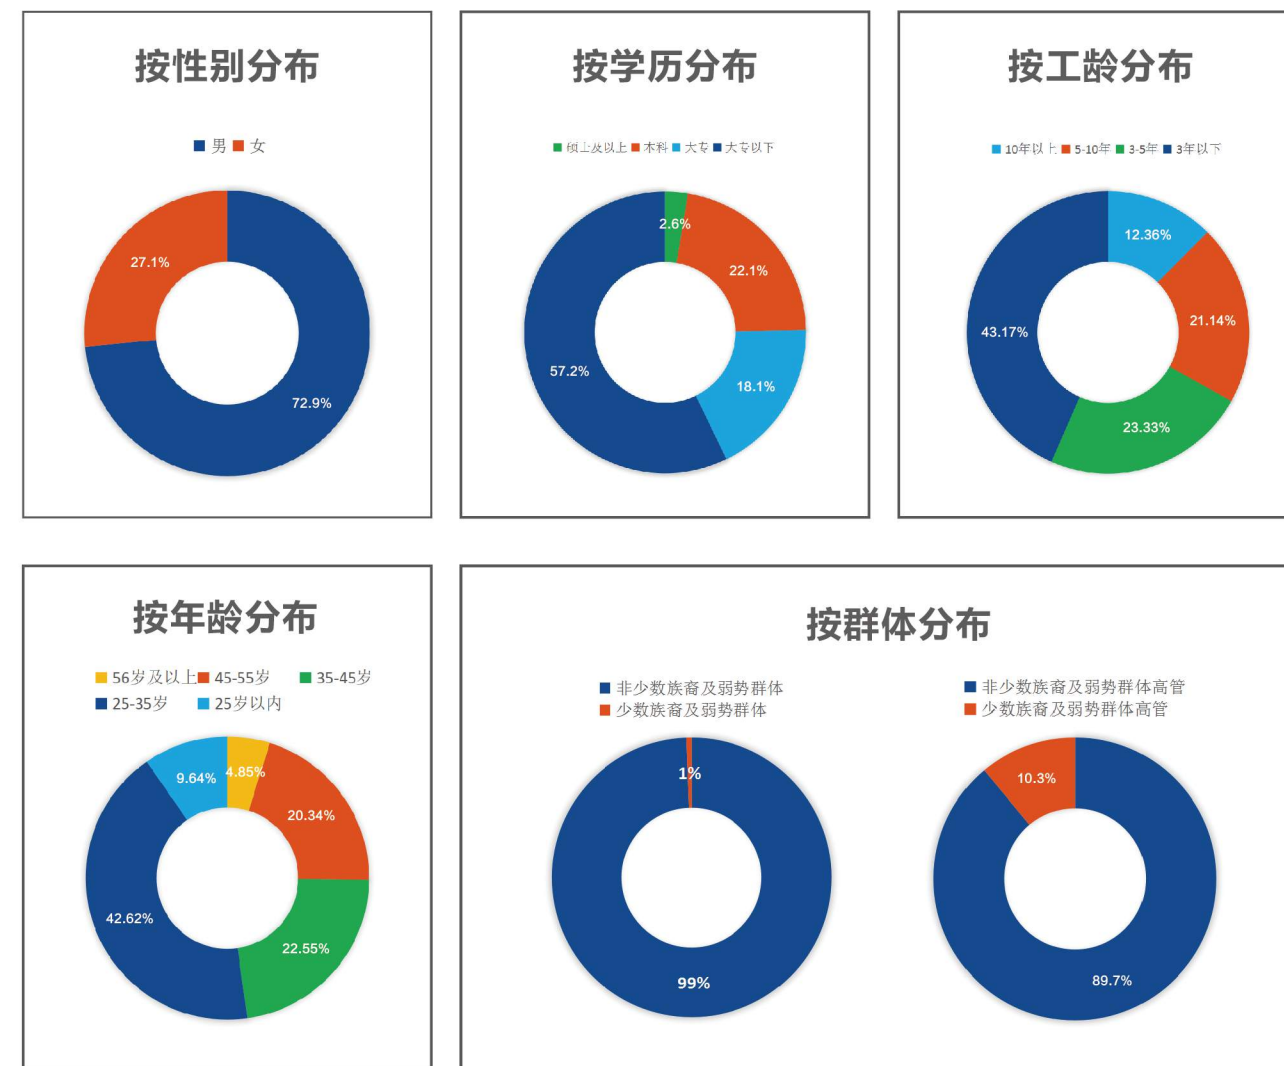 按性别分布
男 女
27.1%
72.9%
按学历分布
硕士及以上 本科 大专 大专以下
2.6%
22.1%
57.2%
18.1%
按工龄分布
10年以上 5-10年 3-5年 3年以下
12.36%
21.14%
43.17%
23.33%
按年龄分布
56岁及以上 45-55岁 35-45岁
25-35岁 25岁以内
9.64% 4.85%
20.34%
42.62%
22.55%
按群体分布
非少数族裔及弱势群体
少数族裔及弱势群体
1%
99%
非少数族裔及弱势群体高管
少数族裔及弱势群体高管
10.3%
89.7%